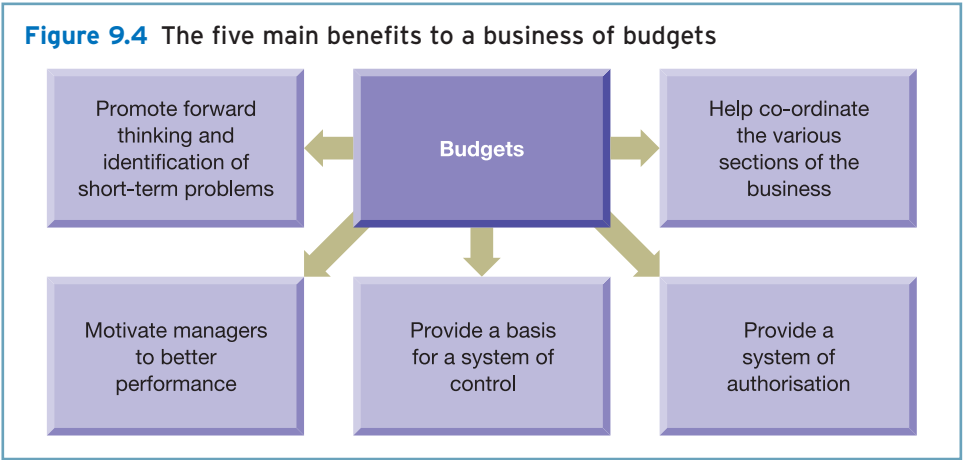 Figure 9.4 The five main benefits to a business of budgets
Promote forward
thinking and
identification of
short-term problems
Budgets
Help co-ordinate
the various
sections of the
business
Motivate managers
to better
performance
Provide a basis
for a system of
control
Provide a
system of
authorisation